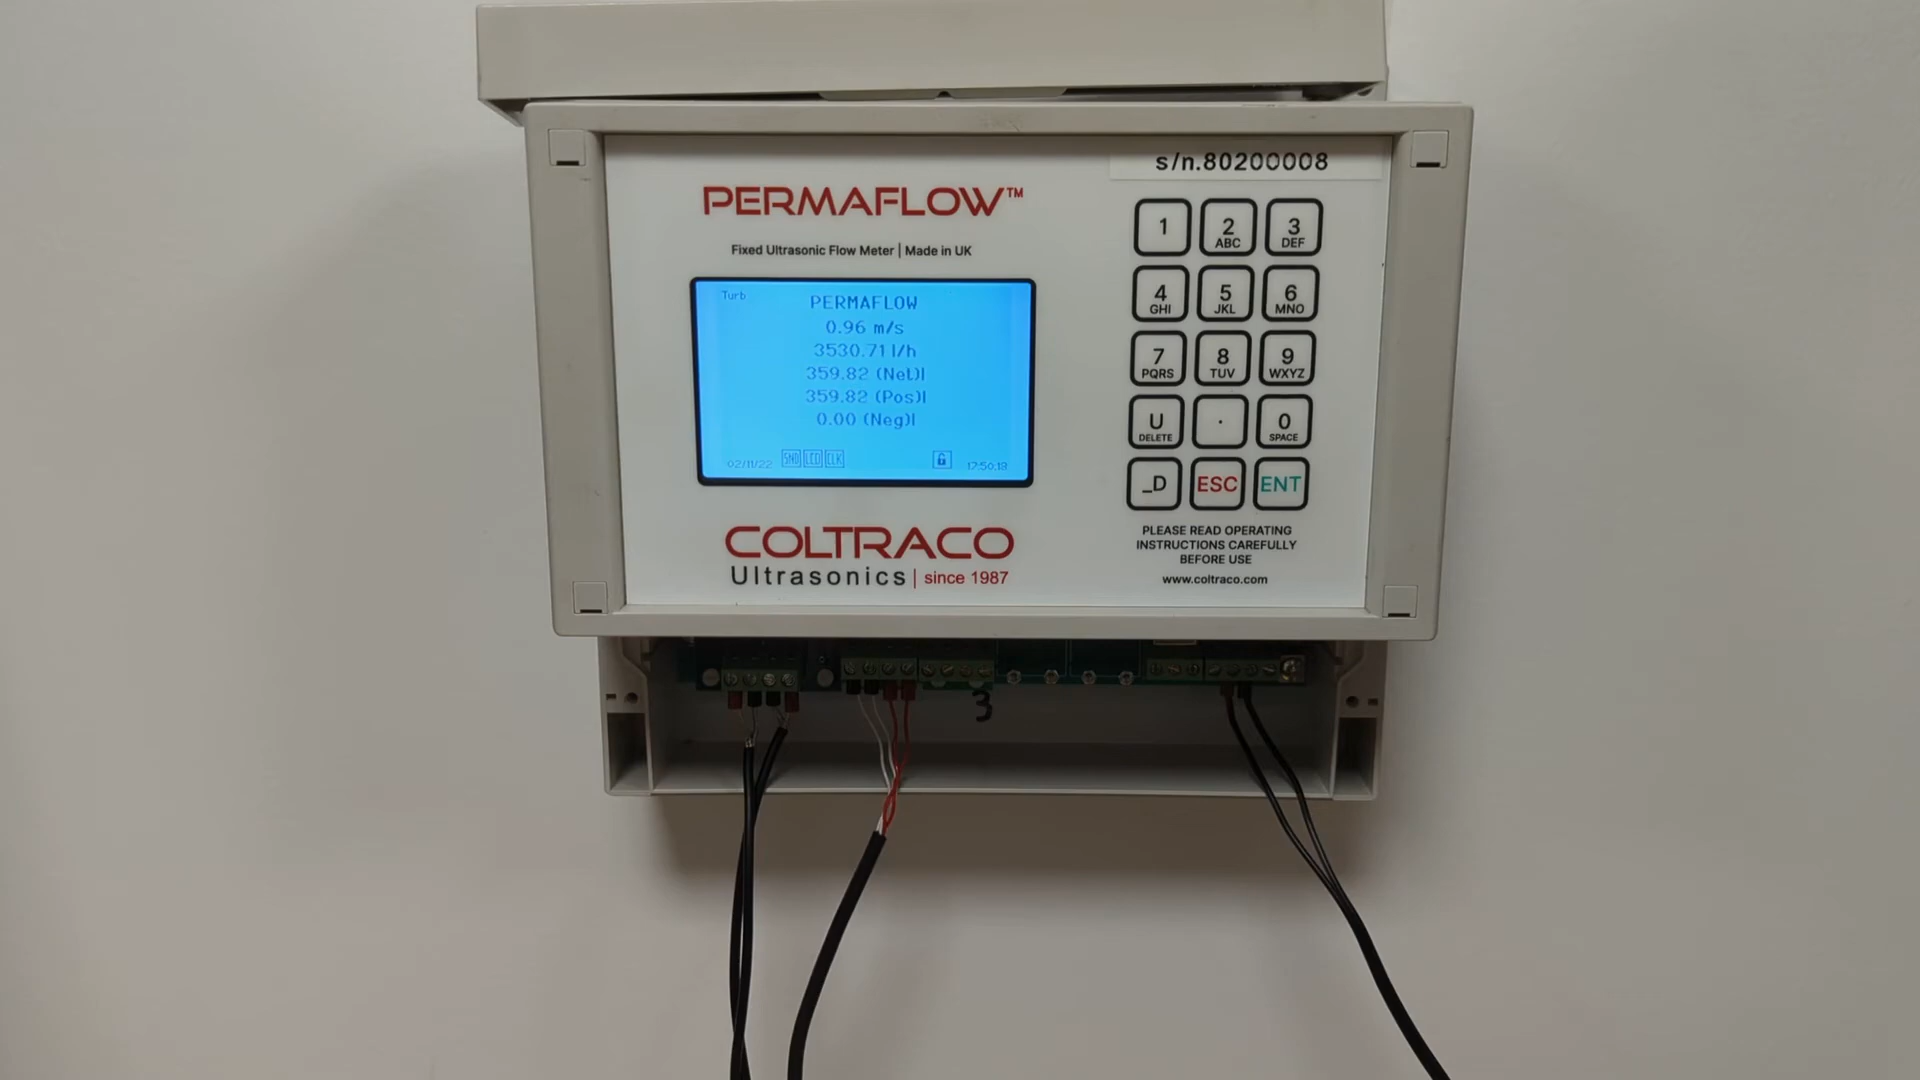 s/n.80200008
PERMAFLOW™
Fixed Ultrasonic Flow Meter | Made in UK
Turb
PERMAFLOW
0.96 m/s
3530.71 l/h
359.82 (Net)l
359.82 (Pos)l
0.00 (Neg)l
02/11/22 SND LCD CLK 17:50:18
COLTRACO
Ultrasonics | since 1987
1
2 ABC
3 DEF
4 GHI
5 JKL
6 MNO
7 PQRS
8 TUV
9 WXYZ
U DELETE
.
0 SPACE
_D
ESC
ENT
PLEASE READ OPERATING
INSTRUCTIONS CAREFULLY
BEFORE USE
www.coltraco.com
3